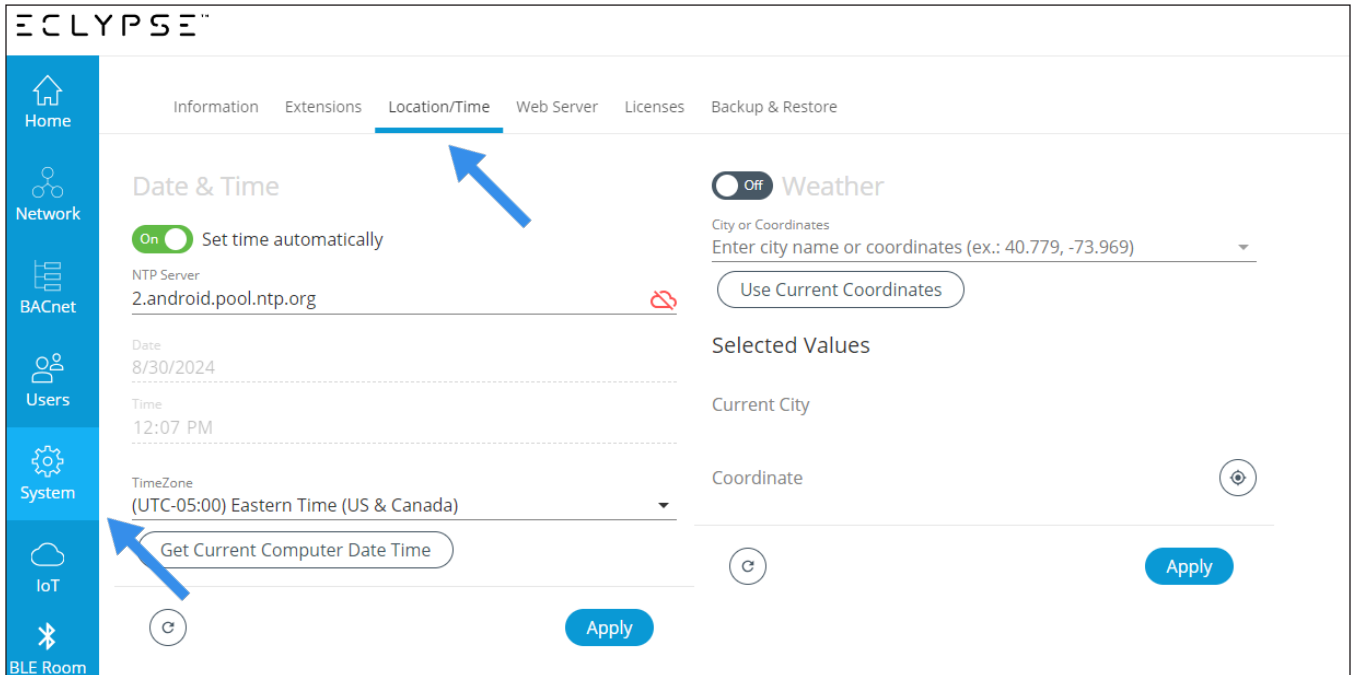 ECLYPSE™
Home
Network
BACnet
Users
System
IoT
BLE Room
Information Extensions Location/Time Web Server Licenses Backup & Restore
Date & Time
On Set time automatically
NTP Server
2.android.pool.ntp.org
Date
8/30/2024
Time
12:07 PM
TimeZone
(UTC-05:00) Eastern Time (US & Canada)
Get Current Computer Date Time
Apply
Off Weather
City or Coordinates
Enter city name or coordinates (ex.: 40.779, -73.969)
Use Current Coordinates
Selected Values
Current City
Coordinate
Apply